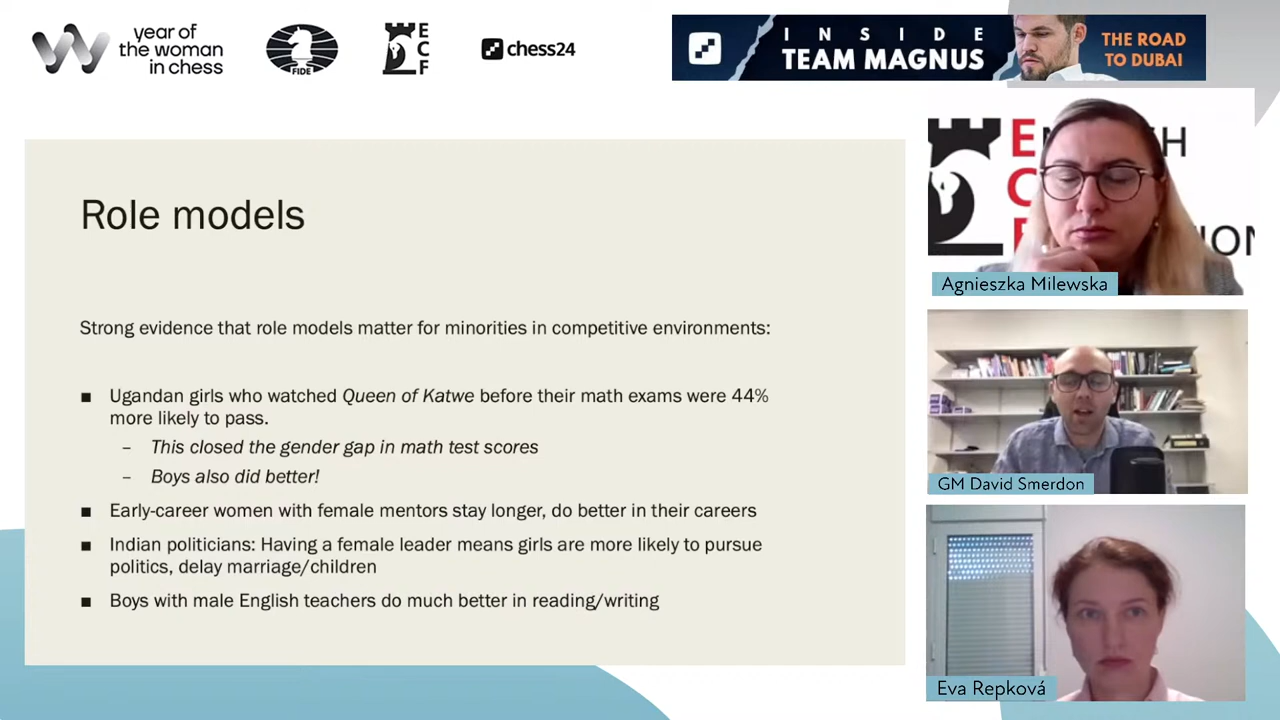 year of
the woman
in chess
FIDE
E
C
F
chess24
INSIDE
TEAM MAGNUS
THE ROAD
TO DUBAI
Role models
Strong evidence that role models matter for minorities in competitive environments:
■ Ugandan girls who watched Queen of Katwe before their math exams were 44%
more likely to pass.
– This closed the gender gap in math test scores
– Boys also did better!
■ Early-career women with female mentors stay longer, do better in their careers
■ Indian politicians: Having a female leader means girls are more likely to pursue
politics, delay marriage/children
■ Boys with male English teachers do much better in reading/writing
Agnieszka Milewska
GM David Smerdon
Eva Repková